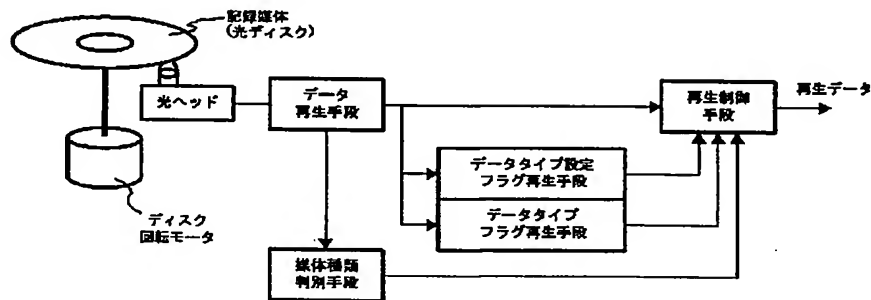 記録媒体
(光ディスク)
光ヘッド
データ
再生手段
再生制御
手段
再生データ
データタイプ設定
フラグ再生手段
データタイプ
フラグ再生手段
ディスク
回転モータ
媒体種類
判別手段